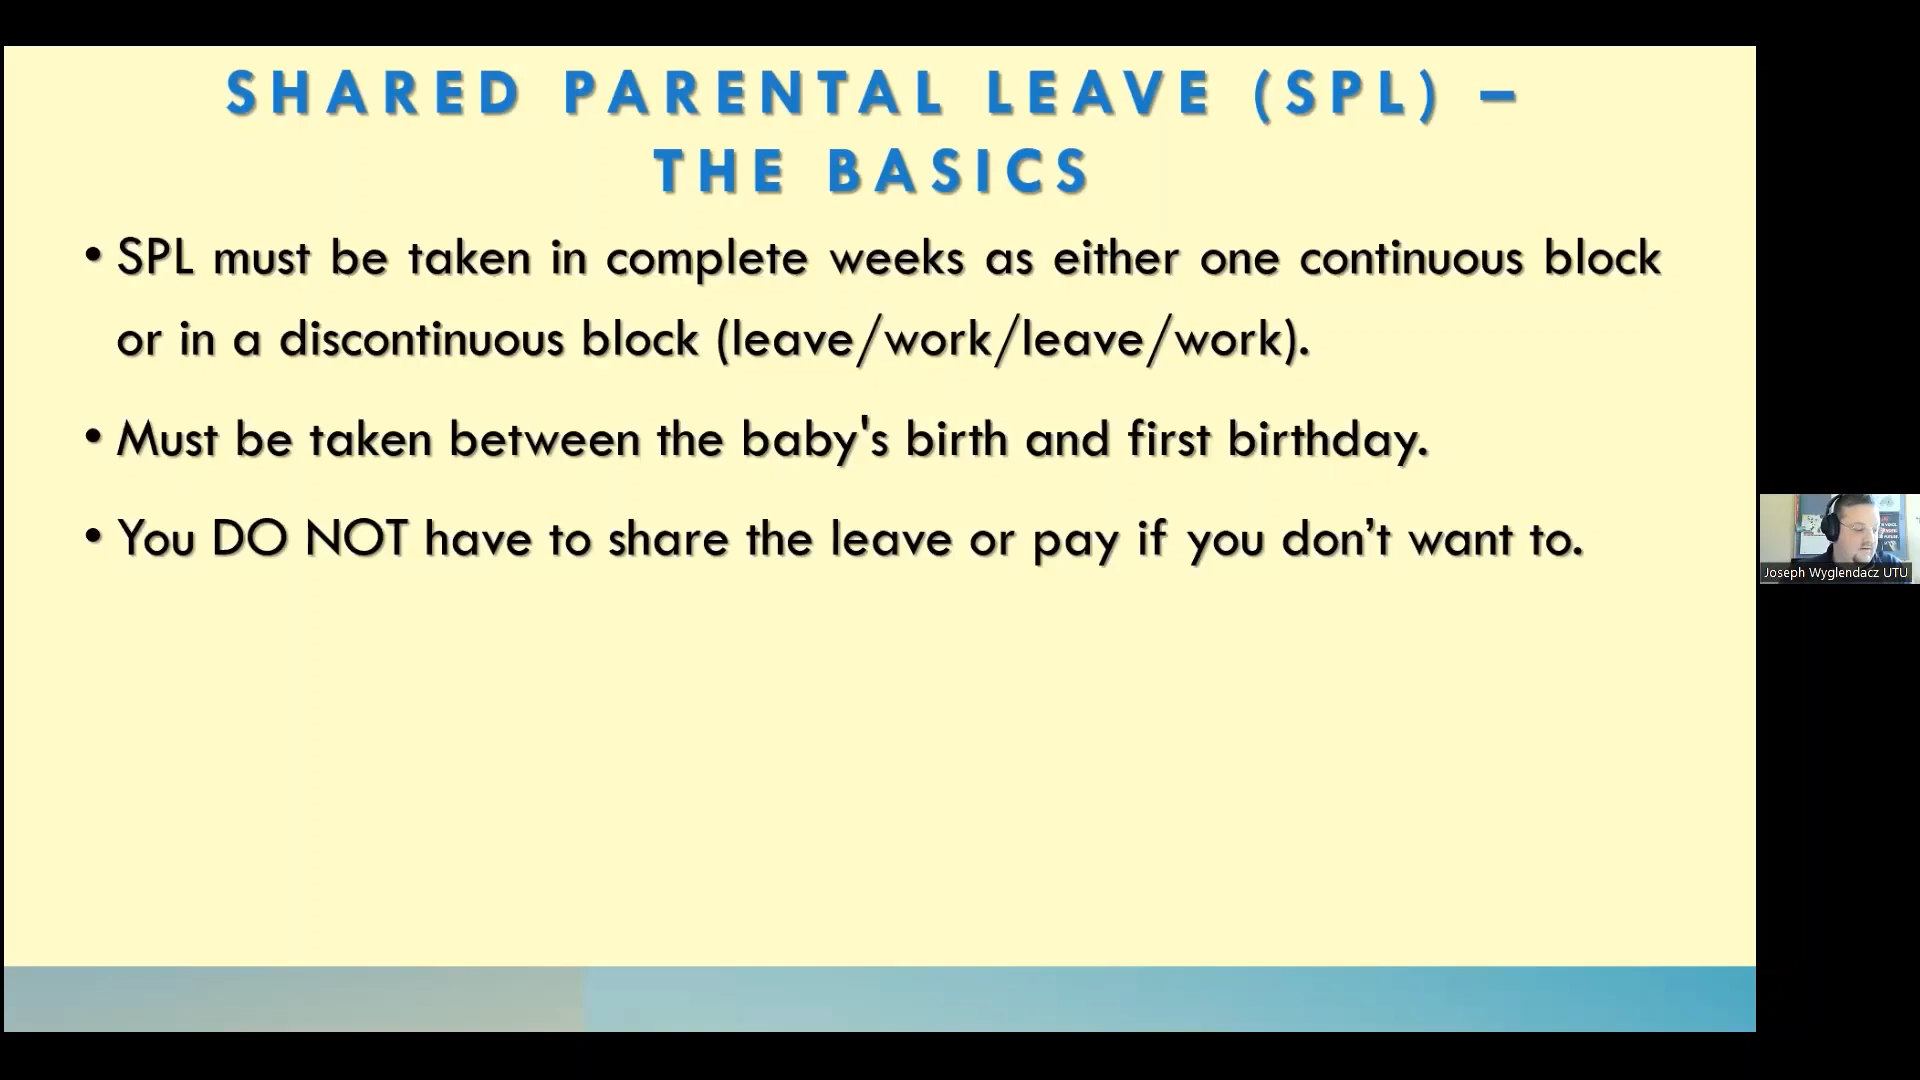 SHARED PARENTAL LEAVE (SPL) –
THE BASICS
• SPL must be taken in complete weeks as either one continuous block
or in a discontinuous block (leave/work/leave/work).
• Must be taken between the baby's birth and first birthday.
• You DO NOT have to share the leave or pay if you don’t want to.
Joseph Wyglendacz UTU